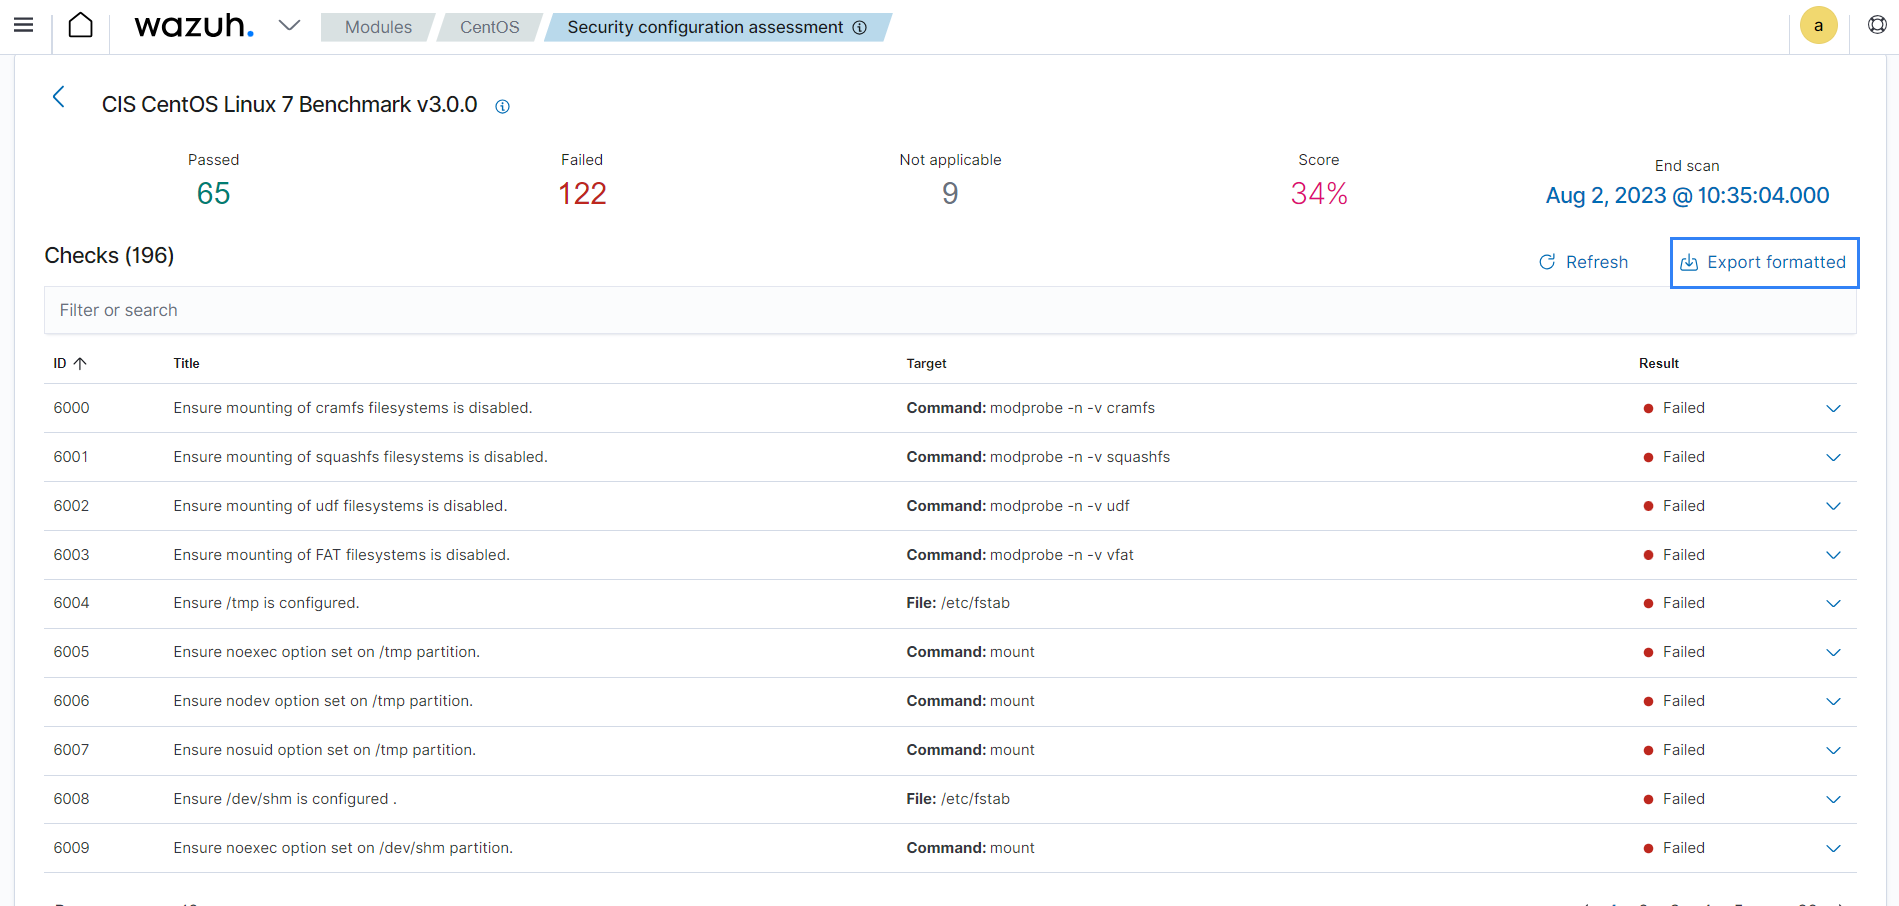 wazuh. Modules CentOS Security configuration assessment a
CIS CentOS Linux 7 Benchmark v3.0.0
Passed Failed Not applicable Score End scan
65 122 9 34% Aug 2, 2023 @ 10:35:04.000
Checks (196) Refresh Export formatted
Filter or search
ID Title Target Result
6000 Ensure mounting of cramfs filesystems is disabled. Command: modprobe -n -v cramfs Failed
6001 Ensure mounting of squashfs filesystems is disabled. Command: modprobe -n -v squashfs Failed
6002 Ensure mounting of udf filesystems is disabled. Command: modprobe -n -v udf Failed
6003 Ensure mounting of FAT filesystems is disabled. Command: modprobe -n -v vfat Failed
6004 Ensure /tmp is configured. File: /etc/fstab Failed
6005 Ensure noexec option set on /tmp partition. Command: mount Failed
6006 Ensure nodev option set on /tmp partition. Command: mount Failed
6007 Ensure nosuid option set on /tmp partition. Command: mount Failed
6008 Ensure /dev/shm is configured . File: /etc/fstab Failed
6009 Ensure noexec option set on /dev/shm partition. Command: mount Failed